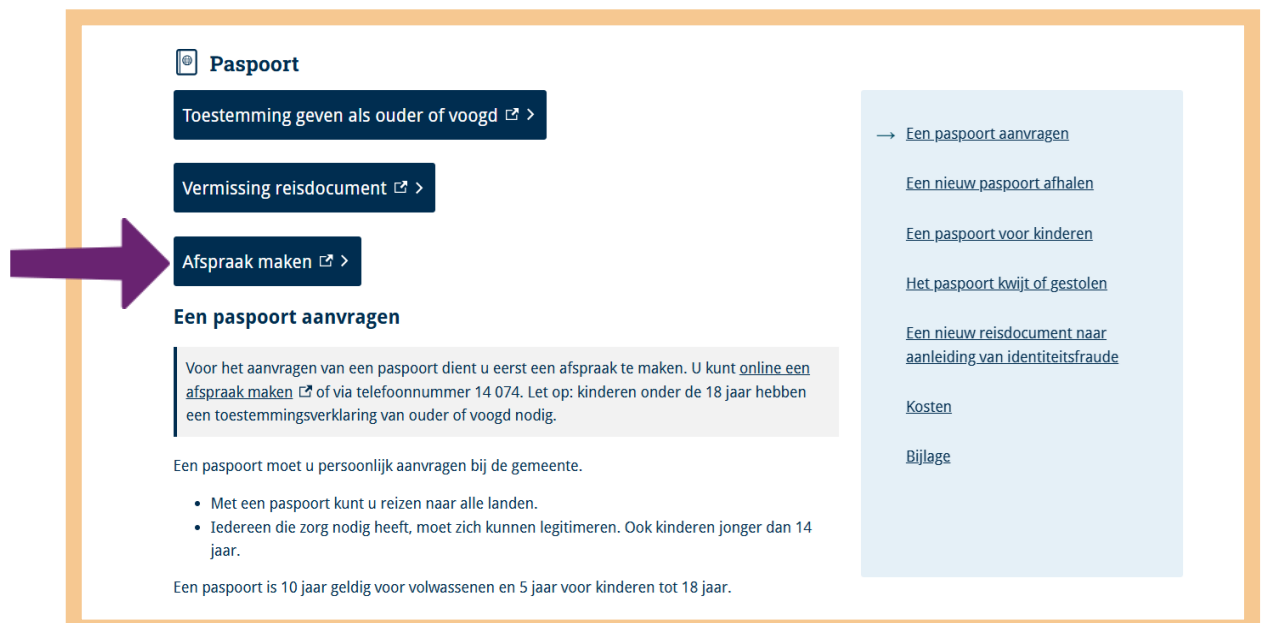 Paspoort
Toestemming geven als ouder of voogd
Vermissing reisdocument
Afspraak maken
Een paspoort aanvragen
Voor het aanvragen van een paspoort dient u eerst een afspraak te maken. U kunt online een
afspraak maken of via telefoonnummer 14 074. Let op: kinderen onder de 18 jaar hebben
een toestemmingsverklaring van ouder of voogd nodig.
Een paspoort moet u persoonlijk aanvragen bij de gemeente.
• Met een paspoort kunt u reizen naar alle landen.
• Iedereen die zorg nodig heeft, moet zich kunnen legitimeren. Ook kinderen jonger dan 14
jaar.
Een paspoort is 10 jaar geldig voor volwassenen en 5 jaar voor kinderen tot 18 jaar.
→ Een paspoort aanvragen
Een nieuw paspoort afhalen
Een paspoort voor kinderen
Het paspoort kwijt of gestolen
Een nieuw reisdocument naar
aanleiding van identiteitsfraude
Kosten
Bijlage